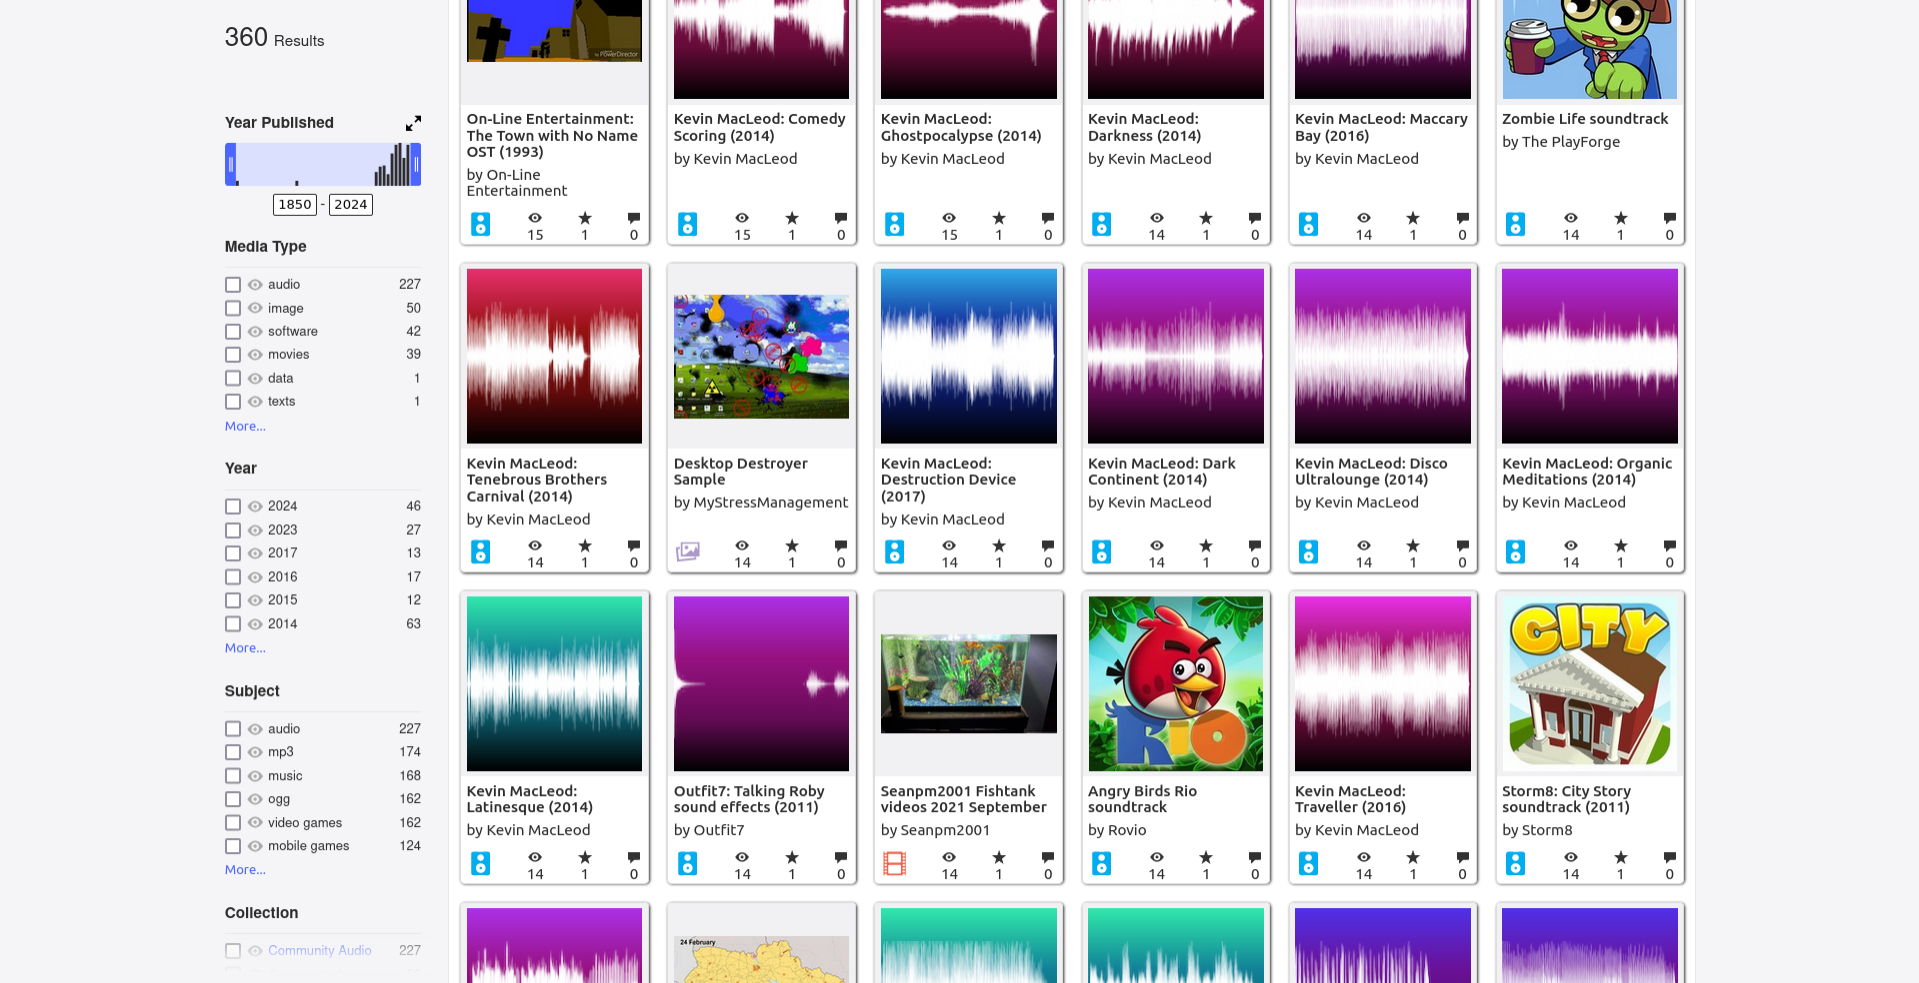 360 Results
Year Published
1850 - 2024
Media Type
audio 227
image 50
software 42
movies 39
data 1
texts 1
More...
Year
2024 46
2023 27
2017 13
2016 17
2015 12
2014 63
More...
Subject
audio 227
mp3 174
music 168
ogg 162
video games 162
mobile games 124
More...
Collection
Community Audio 227
by PowerDirector
On-Line Entertainment:
The Town with No Name
OST (1993)
by On-Line
Entertainment
15 1 0
Kevin MacLeod: Comedy
Scoring (2014)
by Kevin MacLeod
15 1 0
Kevin MacLeod:
Ghostpocalypse (2014)
by Kevin MacLeod
15 1 0
Kevin MacLeod:
Darkness (2014)
by Kevin MacLeod
14 1 0
Kevin MacLeod: Maccary
Bay (2016)
by Kevin MacLeod
14 1 0
Zombie Life soundtrack
by The PlayForge
14 1 0
Kevin MacLeod:
Tenebrous Brothers
Carnival (2014)
by Kevin MacLeod
14 1 0
Desktop Destroyer
Sample
by MyStressManagement
14 1 0
Kevin MacLeod:
Destruction Device
(2017)
by Kevin MacLeod
14 1 0
Kevin MacLeod: Dark
Continent (2014)
by Kevin MacLeod
14 1 0
Kevin MacLeod: Disco
Ultralounge (2014)
by Kevin MacLeod
14 1 0
Kevin MacLeod: Organic
Meditations (2014)
by Kevin MacLeod
14 1 0
Kevin MacLeod:
Latinesque (2014)
by Kevin MacLeod
14 1 0
Outfit7: Talking Roby
sound effects (2011)
by Outfit7
14 1 0
Seanpm2001 Fishtank
videos 2021 September
by Seanpm2001
14 1 0
RIO
Angry Birds Rio
soundtrack
by Rovio
14 1 0
Kevin MacLeod:
Traveller (2016)
by Kevin MacLeod
14 1 0
CITY
Storm8: City Story
soundtrack (2011)
by Storm8
14 1 0
24 February